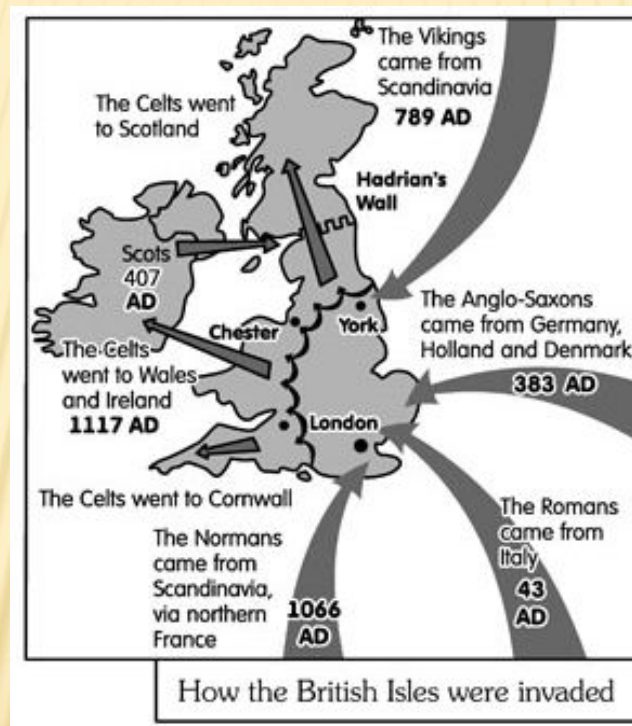 The Vikings
came from
Scandinavia
789 AD
The Celts went
to Scotland
Hadrian's
Wall
Scots
407
AD
Chester
York
The Anglo-Saxons
came from Germany,
Holland and Denmark
383 AD
The Celts
went to Wales
and Ireland
1117 AD
London
The Celts went to Cornwall
The Normans
came from
Scandinavia,
via northern
France
1066
AD
The Romans
came from
Italy
43
AD
How the British Isles were invaded